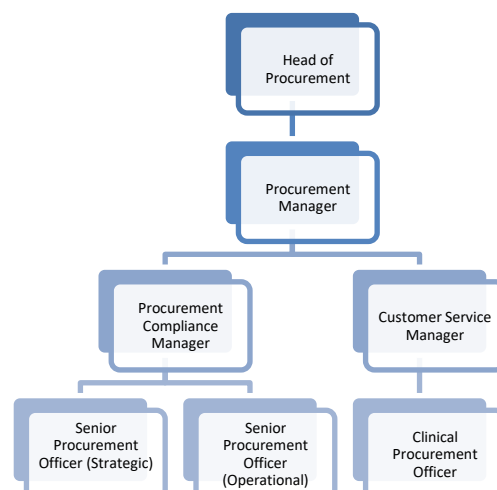 Head of
Procurement
Procurement
Manager
Procurement
Compliance
Manager
Customer Service
Manager
Senior
Procurement
Officer (Strategic)
Senior
Procurement
Officer
(Operational)
Clinical
Procurement
Officer